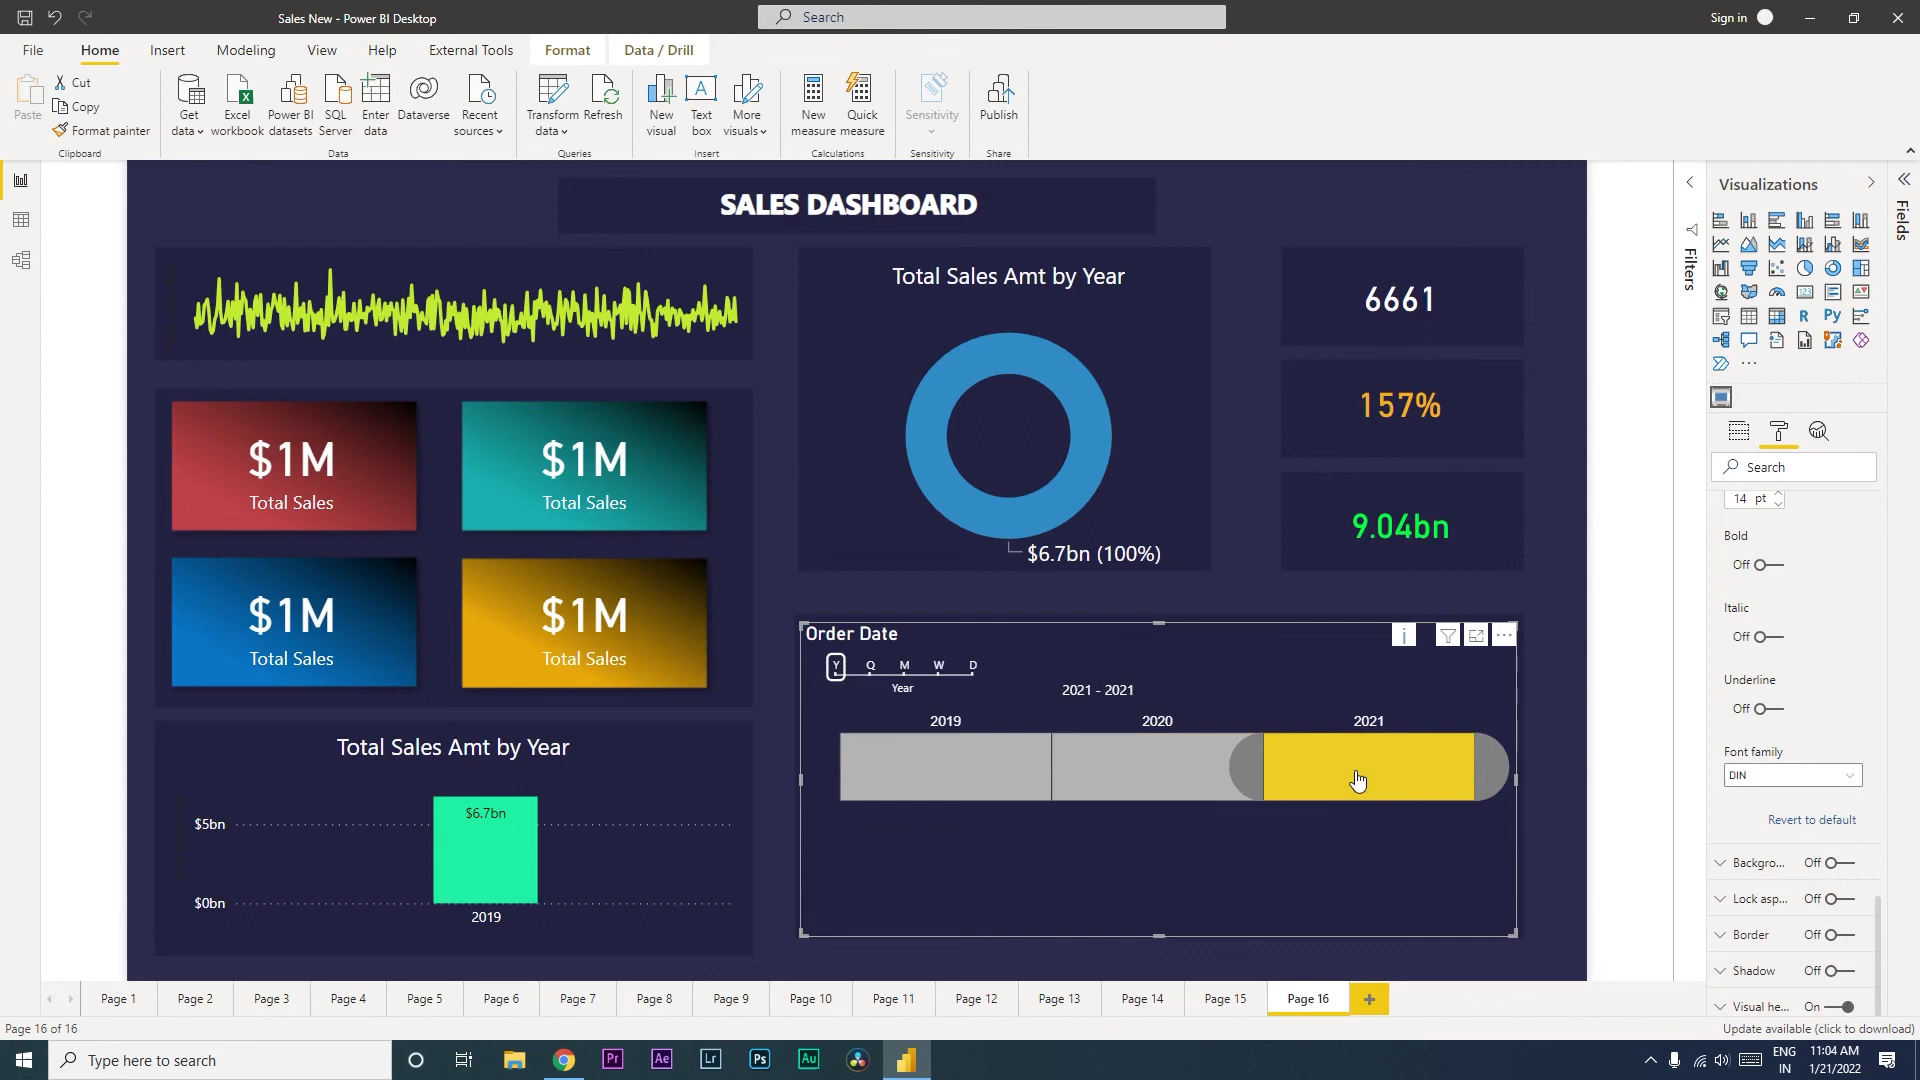 Sales New - Power BI Desktop
Search
Sign in
File Home Insert Modeling View Help External Tools Format Data / Drill
Paste
Cut
Copy
Format painter
Clipboard
Get data
Excel workbook
Power BI datasets
SQL Server
Enter data
Dataverse
Recent sources
Data
Transform data
Refresh
Queries
New visual
A
Text box
More visuals
Insert
New measure
Quick measure
Calculations
Sensitivity
Sensitivity
Publish
Share
SALES DASHBOARD
$1M
Total Sales
$1M
Total Sales
$1M
Total Sales
$1M
Total Sales
Total Sales Amt by Year
$5bn
$0bn
$6.7bn
2019
Total Sales Amt by Year
$6.7bn (100%)
6661
157%
9.04bn
Order Date
Y Q M W D
Year
2021 - 2021
2019 2020 2021
Filters
Visualizations
R Py
123
Search
14 pt
Bold
Off
Italic
Off
Underline
Off
Font family
DIN
Revert to default
Backgro... Off
Lock asp... Off
Border Off
Shadow Off
Visual he... On
Fields
Page 1 Page 2 Page 3 Page 4 Page 5 Page 6 Page 7 Page 8 Page 9 Page 10 Page 11 Page 12 Page 13 Page 14 Page 15 Page 16 +
Page 16 of 16
Update available (click to download)
Type here to search
Pr Ae Lr Ps Au
ENG
IN
11:04 AM
1/21/2022